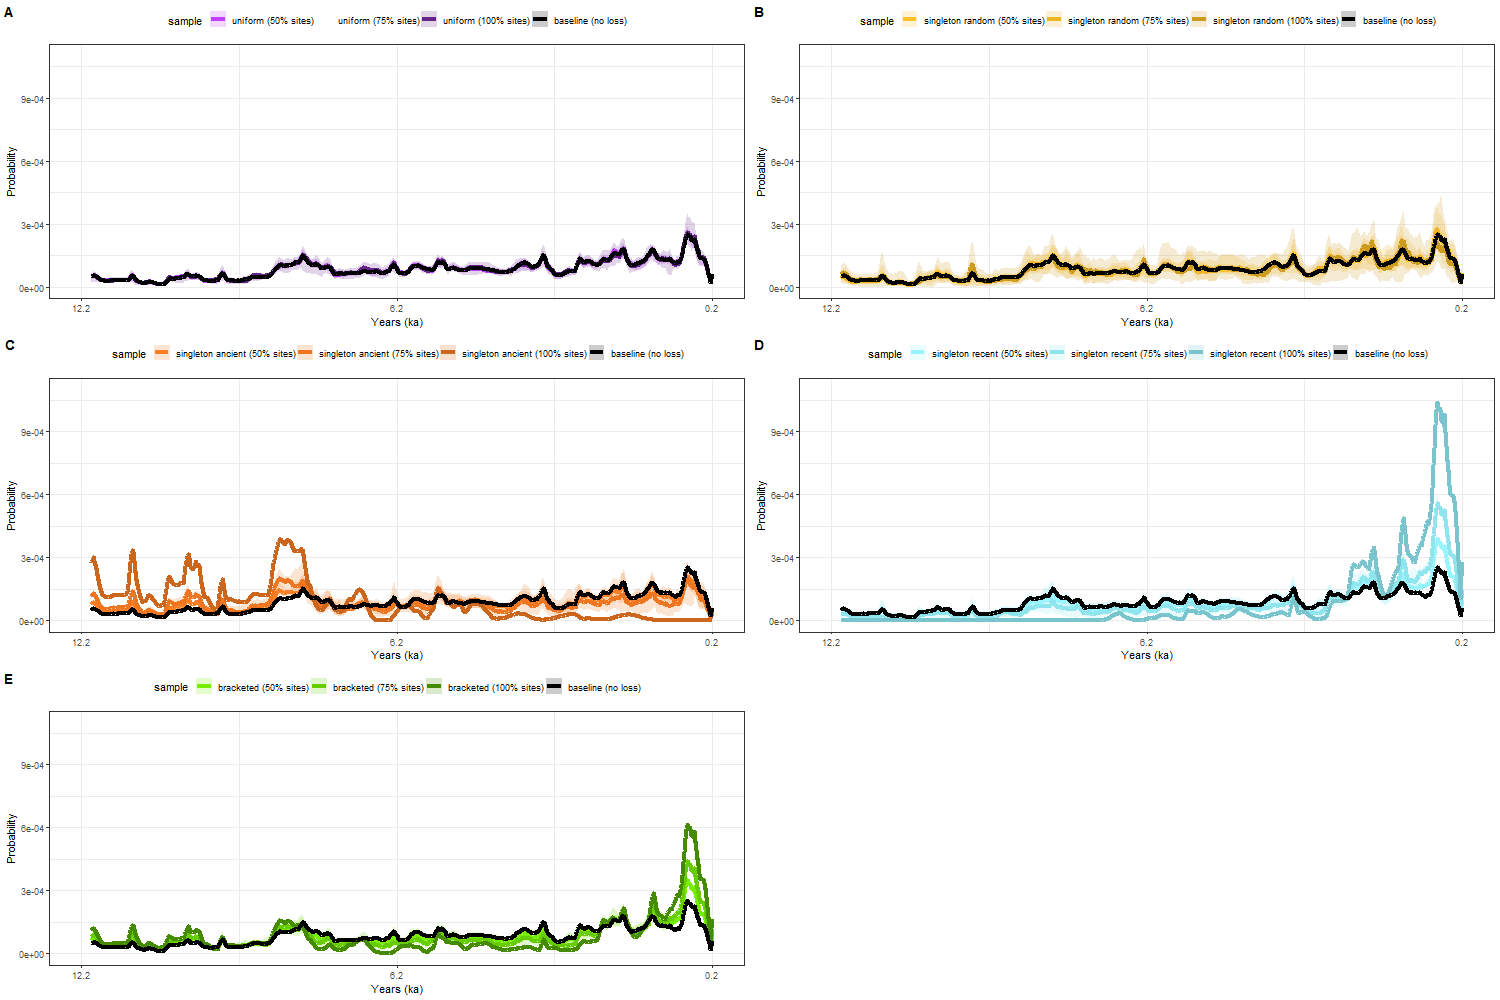 A
sample uniform (50% sites) uniform (75% sites) uniform (100% sites) baseline (no loss)
9e-04
6e-04
3e-04
0e+00
Probability
12.2 6.2 0.2
Years (ka)
B
sample singleton random (50% sites) singleton random (75% sites) singleton random (100% sites) baseline (no loss)
9e-04
6e-04
3e-04
0e+00
Probability
12.2 6.2 0.2
Years (ka)
C
sample singleton ancient (50% sites) singleton ancient (75% sites) singleton ancient (100% sites) baseline (no loss)
9e-04
6e-04
3e-04
0e+00
Probability
12.2 6.2 0.2
Years (ka)
D
sample singleton recent (50% sites) singleton recent (75% sites) singleton recent (100% sites) baseline (no loss)
9e-04
6e-04
3e-04
0e+00
Probability
12.2 6.2 0.2
Years (ka)
E
sample bracketed (50% sites) bracketed (75% sites) bracketed (100% sites) baseline (no loss)
9e-04
6e-04
3e-04
0e+00
Probability
12.2 6.2 0.2
Years (ka)